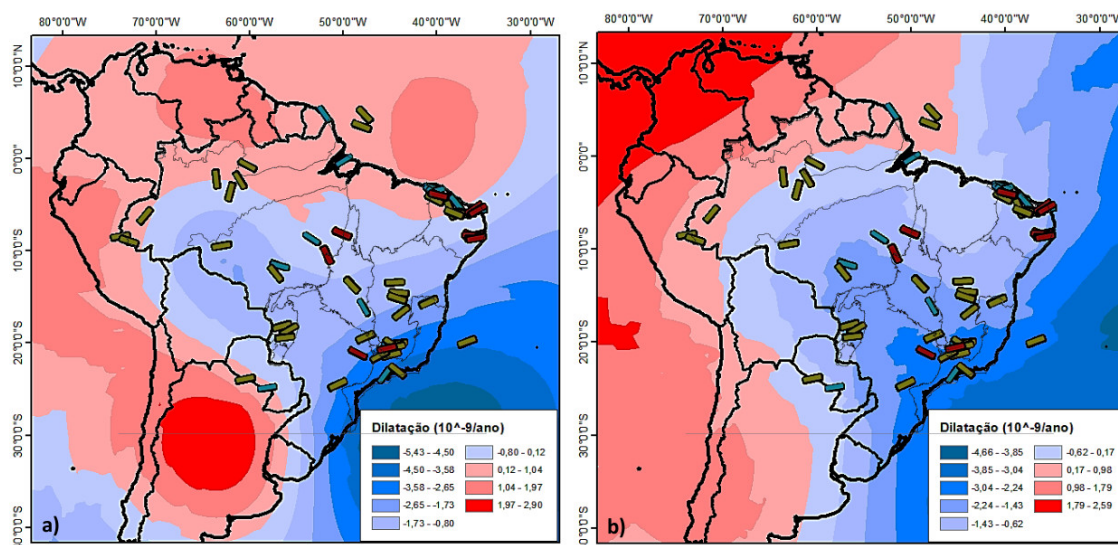 80°0'0"W 70°0'0"W 60°0'0"W 50°0'0"W 40°0'0"W 30°0'0"W
10°0'0"N
0°0'0"
10°0'0"S
20°0'0"S
30°0'0"S
40°0'0"S
a)
Dilatação (10^-9/ano)
-5,43 - -4,50
-4,50 - -3,58
-3,58 - -2,65
-2,65 - -1,73
-1,73 - -0,80
-0,80 - 0,12
0,12 - 1,04
1,04 - 1,97
1,97 - 2,90
80°0'0"W 70°0'0"W 60°0'0"W 50°0'0"W 40°0'0"W 30°0'0"W
10°0'0"N
0°0'0"
10°0'0"S
20°0'0"S
30°0'0"S
40°0'0"S
b)
Dilatação (10^-9/ano)
-4,66 - -3,85
-3,85 - -3,04
-3,04 - -2,24
-2,24 - -1,43
-1,43 - -0,62
-0,62 - 0,17
0,17 - 0,98
0,98 - 1,79
1,79 - 2,59